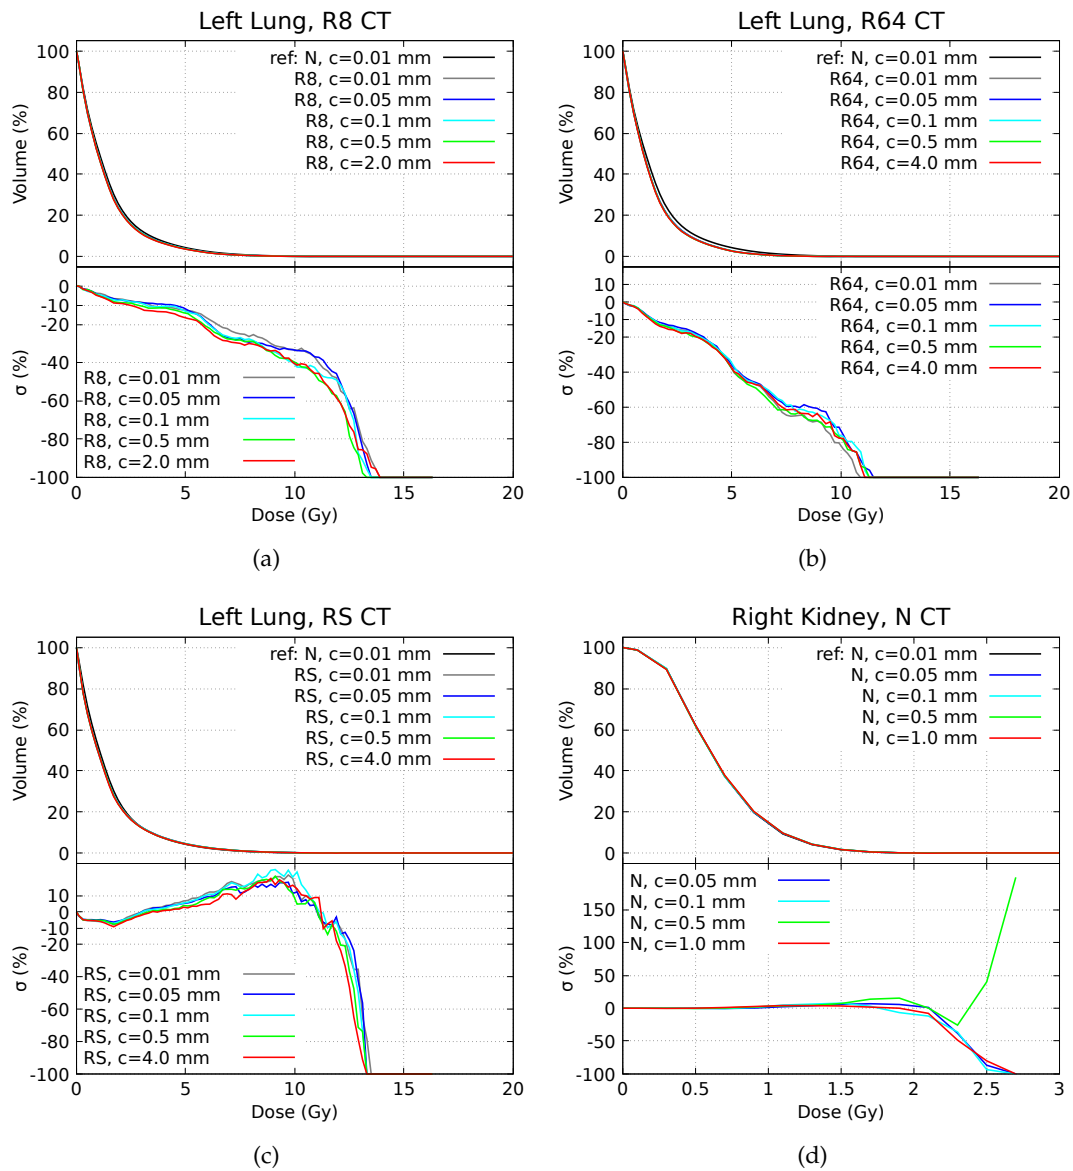 Left Lung, R8 CT
100
80
60
40
20
0
Volume (%)
ref: N, c=0.01 mm
R8, c=0.01 mm
R8, c=0.05 mm
R8, c=0.1 mm
R8, c=0.5 mm
R8, c=2.0 mm
0
-10
-20
-40
-60
-80
-100
σ (%)
R8, c=0.01 mm
R8, c=0.05 mm
R8, c=0.1 mm
R8, c=0.5 mm
R8, c=2.0 mm
0 5 10 15 20
Dose (Gy)
(a)
Left Lung, R64 CT
100
80
60
40
20
0
Volume (%)
ref: N, c=0.01 mm
R64, c=0.01 mm
R64, c=0.05 mm
R64, c=0.1 mm
R64, c=0.5 mm
R64, c=4.0 mm
10
0
-10
-20
-40
-60
-80
-100
σ (%)
R64, c=0.01 mm
R64, c=0.05 mm
R64, c=0.1 mm
R64, c=0.5 mm
R64, c=4.0 mm
0 5 10 15 20
Dose (Gy)
(b)
Left Lung, RS CT
100
80
60
40
20
0
Volume (%)
ref: N, c=0.01 mm
RS, c=0.01 mm
RS, c=0.05 mm
RS, c=0.1 mm
RS, c=0.5 mm
RS, c=4.0 mm
10
0
-10
-20
-40
-60
-80
-100
σ (%)
RS, c=0.01 mm
RS, c=0.05 mm
RS, c=0.1 mm
RS, c=0.5 mm
RS, c=4.0 mm
0 5 10 15 20
Dose (Gy)
(c)
Right Kidney, N CT
100
80
60
40
20
0
Volume (%)
ref: N, c=0.01 mm
N, c=0.05 mm
N, c=0.1 mm
N, c=0.5 mm
N, c=1.0 mm
150
100
50
0
-50
-100
σ (%)
N, c=0.05 mm
N, c=0.1 mm
N, c=0.5 mm
N, c=1.0 mm
0 0.5 1 1.5 2 2.5 3
Dose (Gy)
(d)